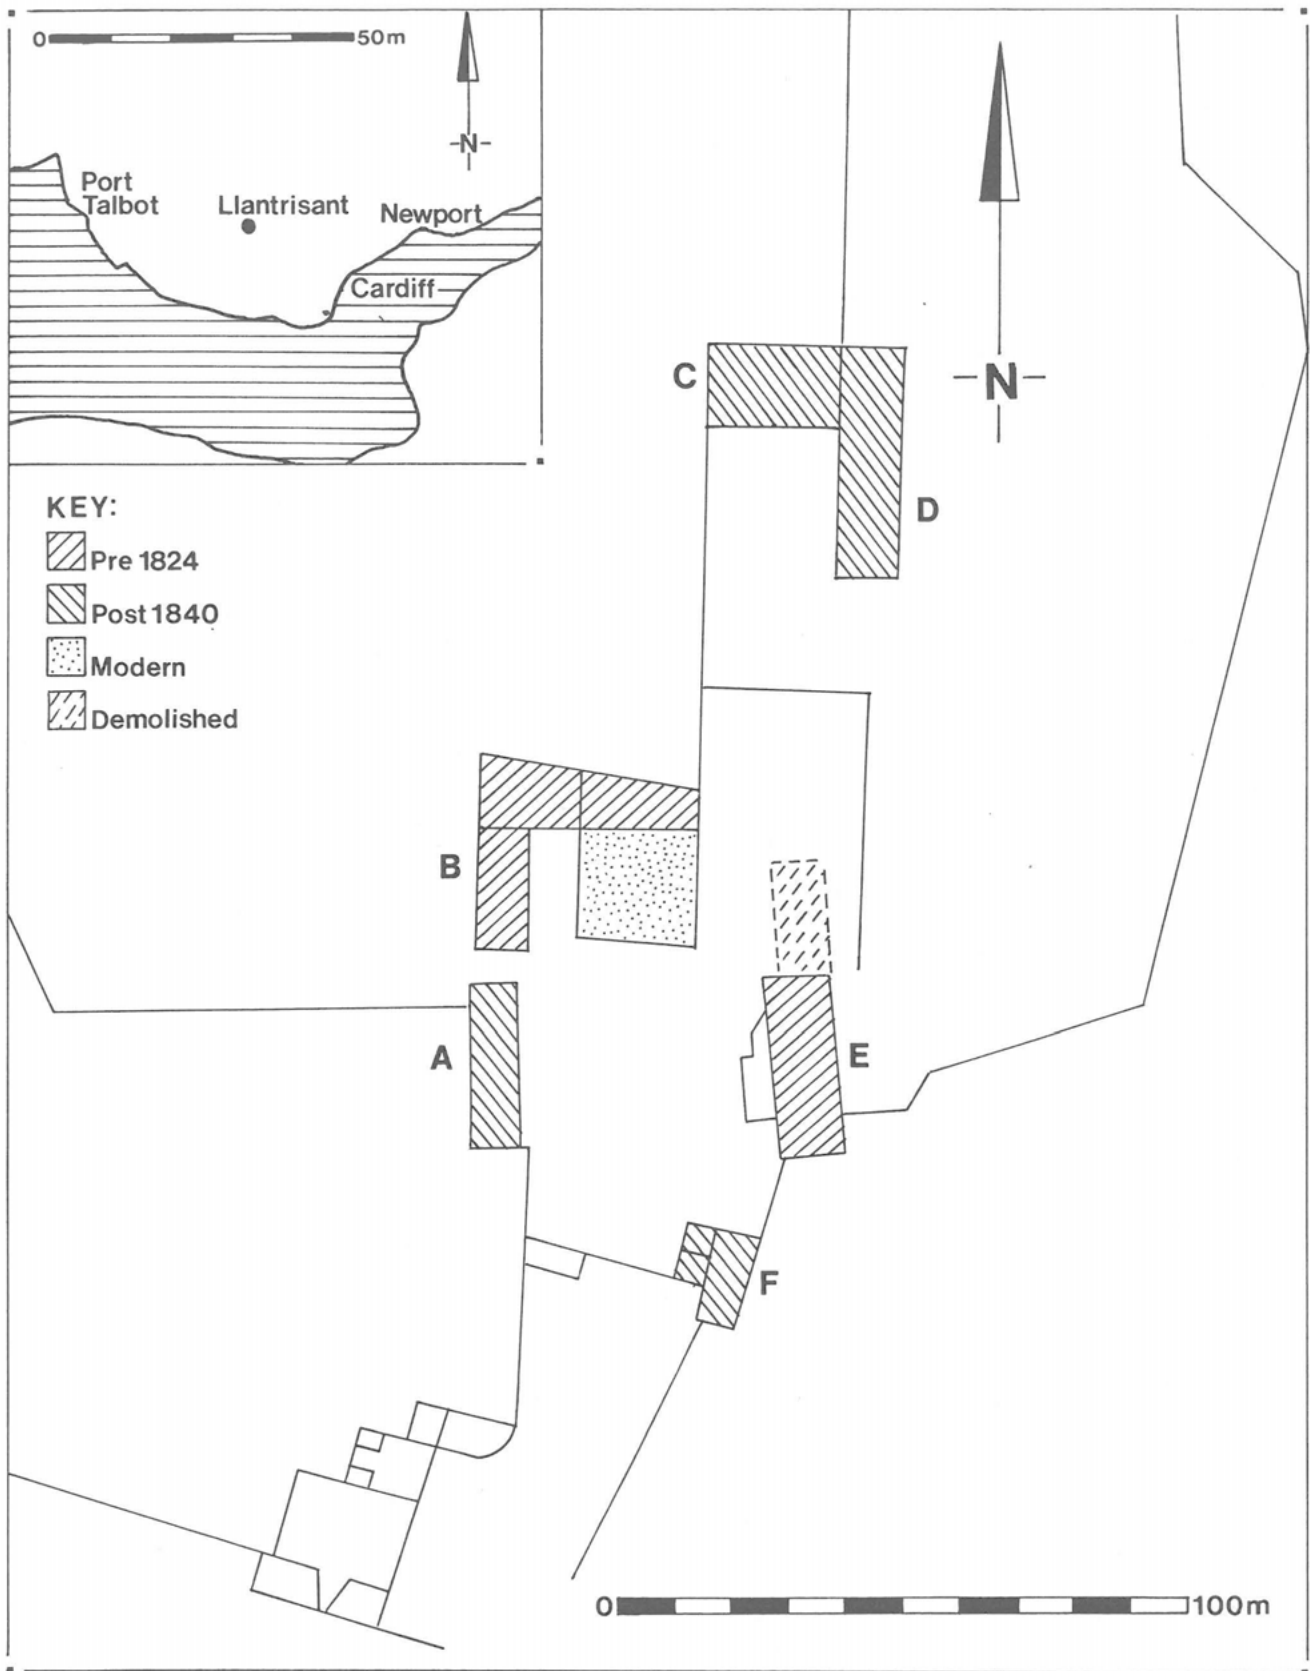 0 50m
-N-
Port
Talbot
Llantrisant
Newport
Cardiff
C
-N-
D
KEY:
Pre 1824
Post 1840
Modern
Demolished
B
A
E
F
0 100m